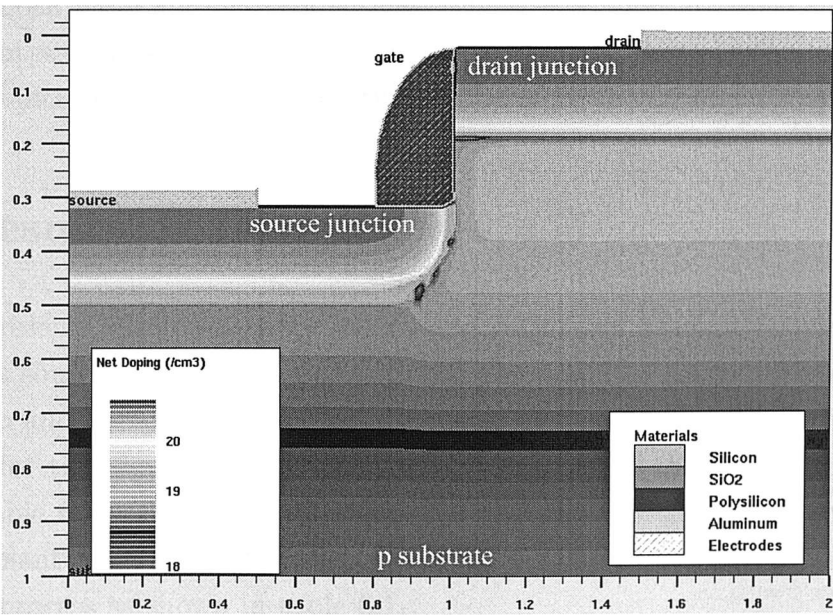 0
0.1
0.2
0.3
0.4
0.5
0.6
0.7
0.8
0.9
1
gate
drain
drain junction
source
source junction
Net Doping (/cm3)
20
19
18
Materials
Silicon
SiO2
Polysilicon
Aluminum
Electrodes
p substrate
0
0.2
0.4
0.6
0.8
1
1.2
1.4
1.6
1.8
2